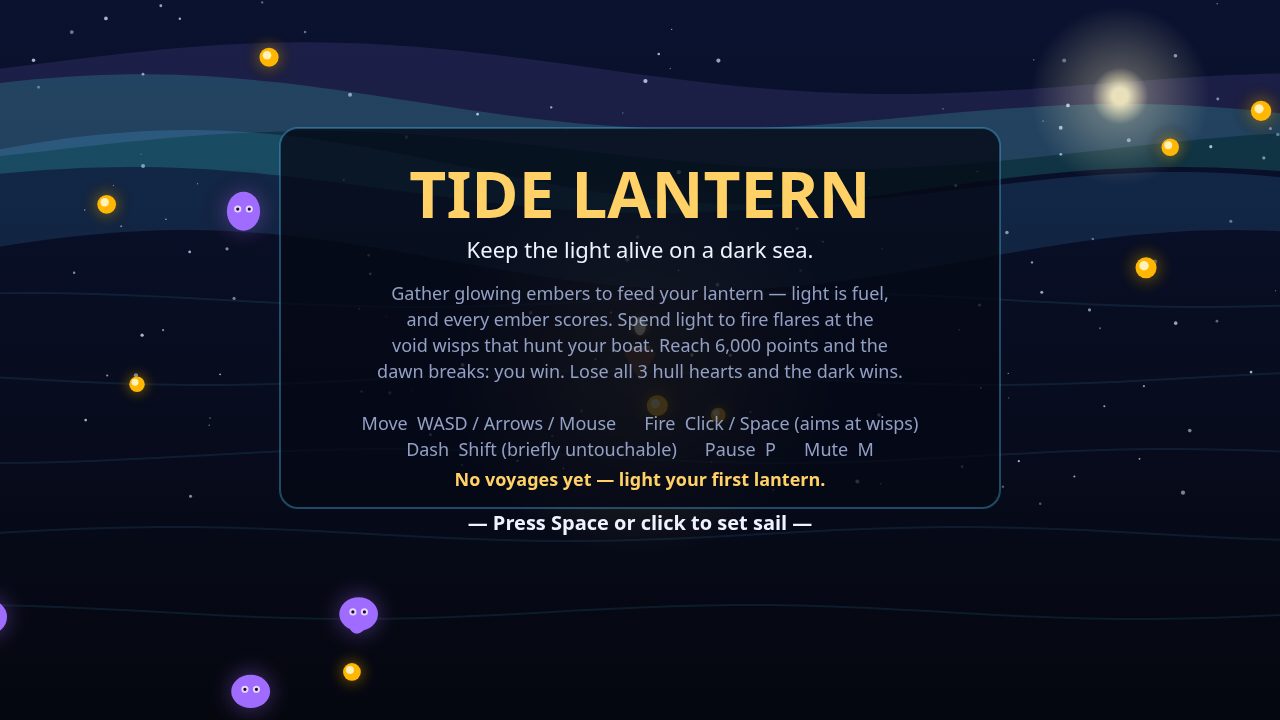 TIDE LANTERN
Keep the light alive on a dark sea.
Gather glowing embers to feed your lantern — light is fuel,
and every ember scores. Spend light to fire flares at the
void wisps that hunt your boat. Reach 6,000 points and the
dawn breaks: you win. Lose all 3 hull hearts and the dark wins.
Move  WASD / Arrows / Mouse     Fire  Click / Space (aims at wisps)
Dash  Shift (briefly untouchable)     Pause  P     Mute  M
No voyages yet — light your first lantern.
— Press Space or click to set sail —